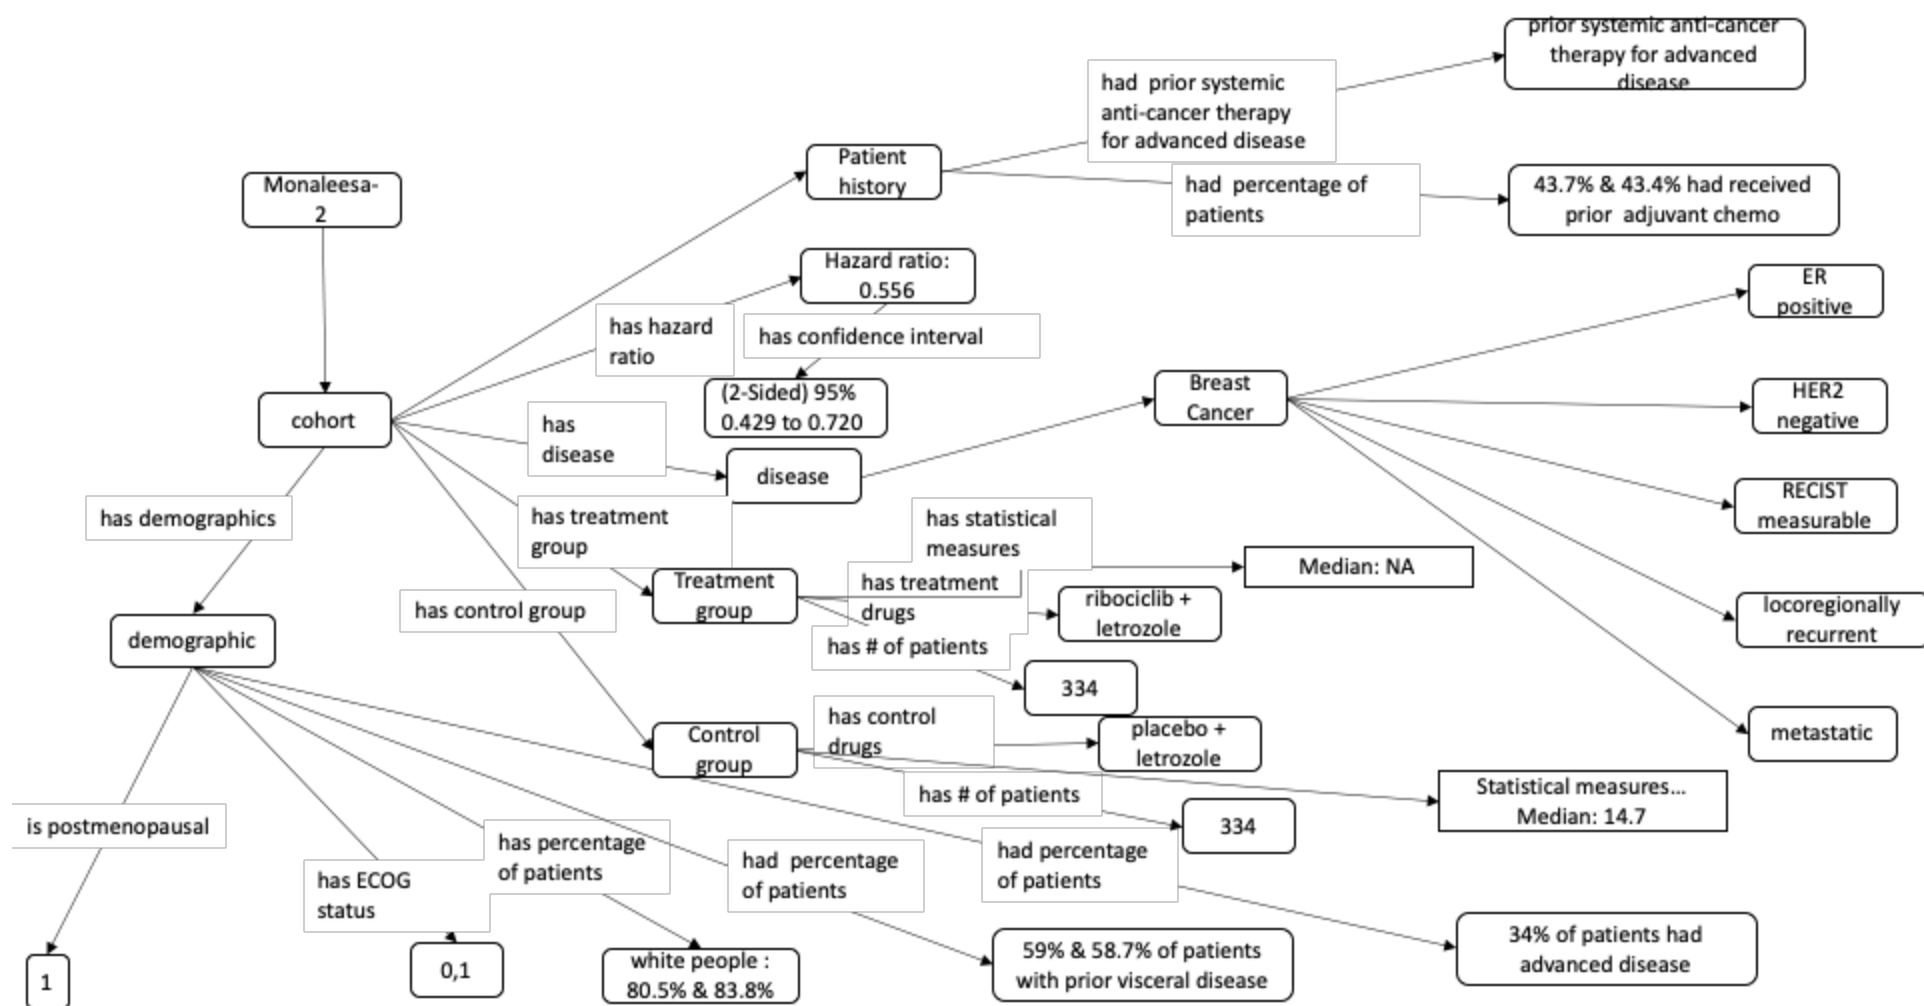 prior systemic anti-cancer
therapy for advanced
disease
had prior systemic
anti-cancer therapy
for advanced disease
Patient
history
had percentage of
patients
43.7% & 43.4% had received
prior adjuvant chemo
Monaleesa-
2
Hazard ratio:
0.556
has hazard
ratio
has confidence interval
(2-Sided) 95%
0.429 to 0.720
ER
positive
cohort
has
disease
disease
Breast
Cancer
HER2
negative
RECIST
measurable
locoregionally
recurrent
metastatic
has demographics
has treatment
group
has statistical
measures
Median: NA
Treatment
group
has treatment
drugs
ribociclib +
letrozole
has # of patients
334
has control group
demographic
Control
group
has control
drugs
placebo +
letrozole
has # of patients
334
Statistical measures...
Median: 14.7
is postmenopausal
1
has ECOG
status
0,1
has percentage
of patients
white people :
80.5% & 83.8%
had percentage
of patients
59% & 58.7% of patients
with prior visceral disease
had percentage
of patients
34% of patients had
advanced disease